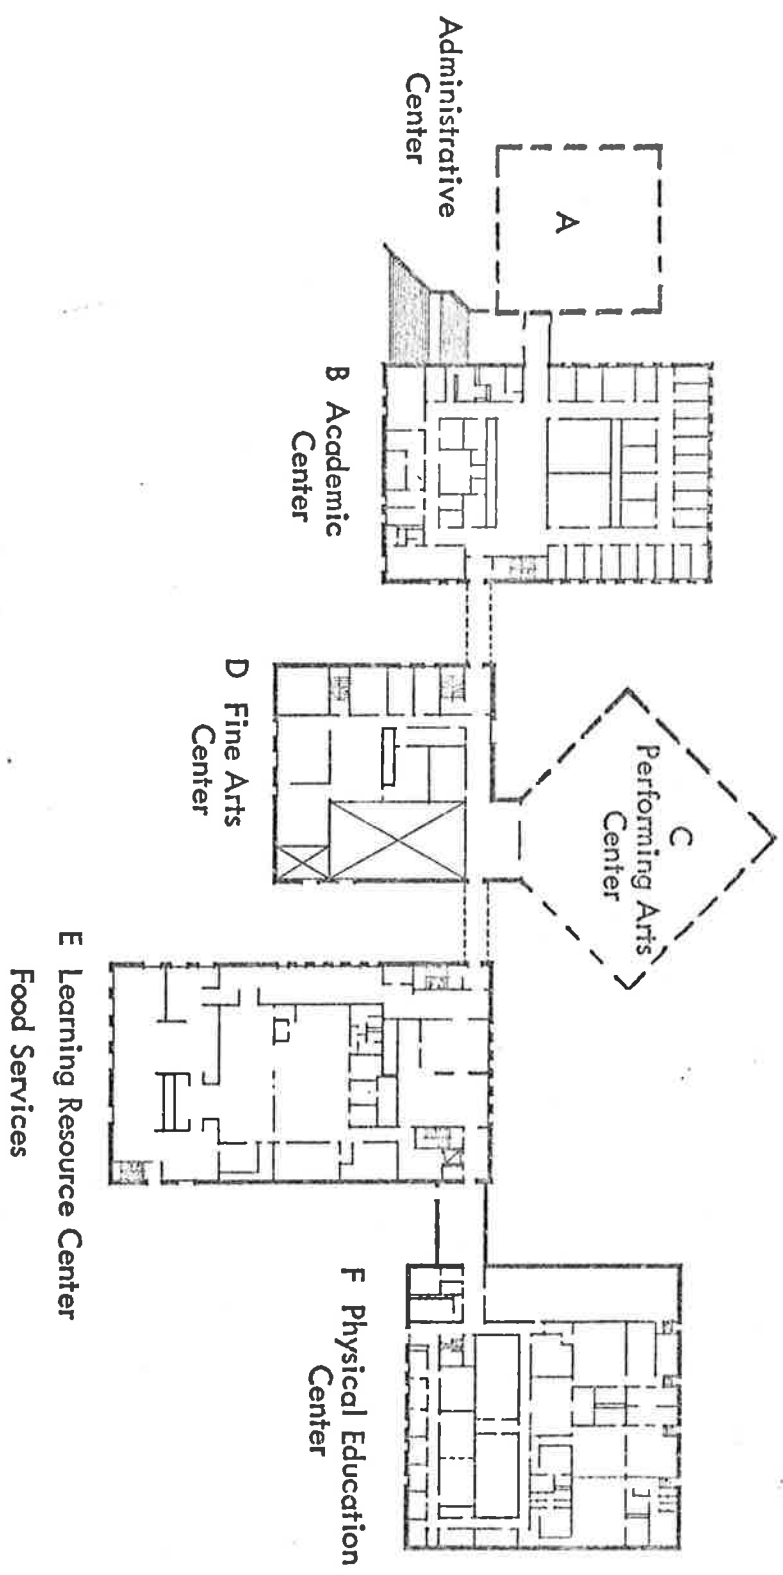 A
Administrative
Center
B Academic
Center
C
Performing Arts
Center
D Fine Arts
Center
E Learning Resource Center
Food Services
F Physical Education
Center